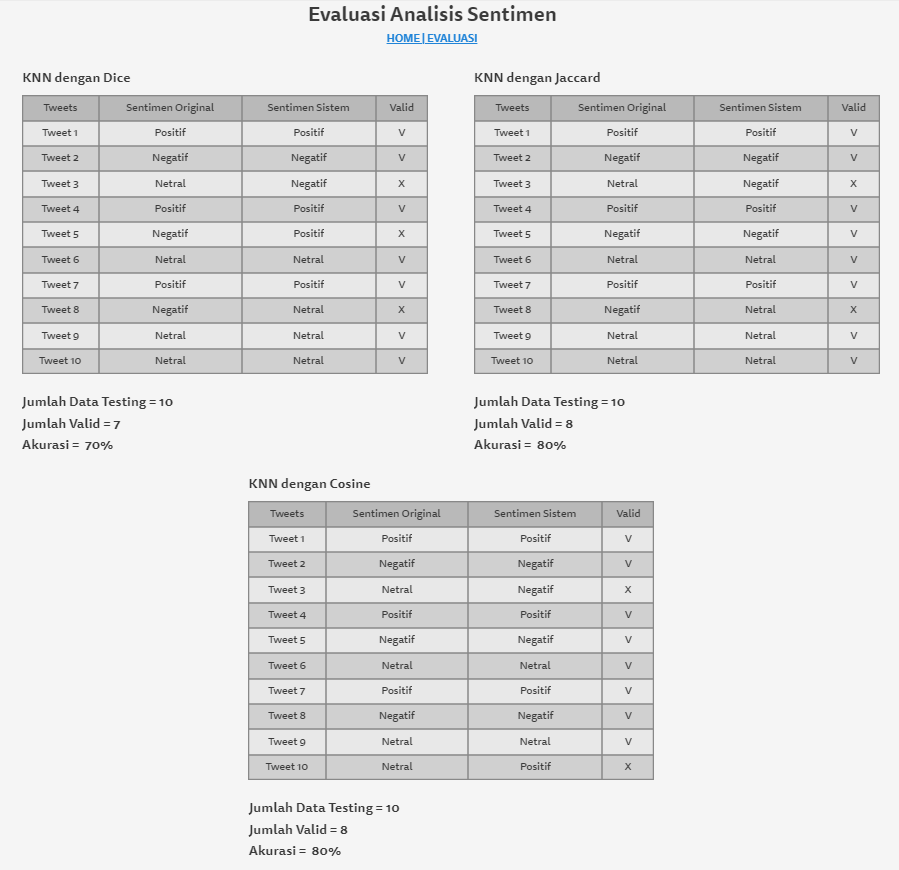 Evaluasi Analisis Sentimen
HOME | EVALUASI
KNN dengan Dice
Tweets Sentimen Original Sentimen Sistem Valid
Tweet 1 Positif Positif V
Tweet 2 Negatif Negatif V
Tweet 3 Netral Negatif X
Tweet 4 Positif Positif V
Tweet 5 Negatif Positif X
Tweet 6 Netral Netral V
Tweet 7 Positif Positif V
Tweet 8 Negatif Netral X
Tweet 9 Netral Netral V
Tweet 10 Netral Netral V
Jumlah Data Testing = 10
Jumlah Valid = 7
Akurasi = 70%
KNN dengan Jaccard
Tweets Sentimen Original Sentimen Sistem Valid
Tweet 1 Positif Positif V
Tweet 2 Negatif Negatif V
Tweet 3 Netral Negatif X
Tweet 4 Positif Positif V
Tweet 5 Negatif Negatif V
Tweet 6 Netral Netral V
Tweet 7 Positif Positif V
Tweet 8 Negatif Netral X
Tweet 9 Netral Netral V
Tweet 10 Netral Netral V
Jumlah Data Testing = 10
Jumlah Valid = 8
Akurasi = 80%
KNN dengan Cosine
Tweets Sentimen Original Sentimen Sistem Valid
Tweet 1 Positif Positif V
Tweet 2 Negatif Negatif V
Tweet 3 Netral Negatif X
Tweet 4 Positif Positif V
Tweet 5 Negatif Negatif V
Tweet 6 Netral Netral V
Tweet 7 Positif Positif V
Tweet 8 Negatif Negatif V
Tweet 9 Netral Netral V
Tweet 10 Netral Positif X
Jumlah Data Testing = 10
Jumlah Valid = 8
Akurasi = 80%